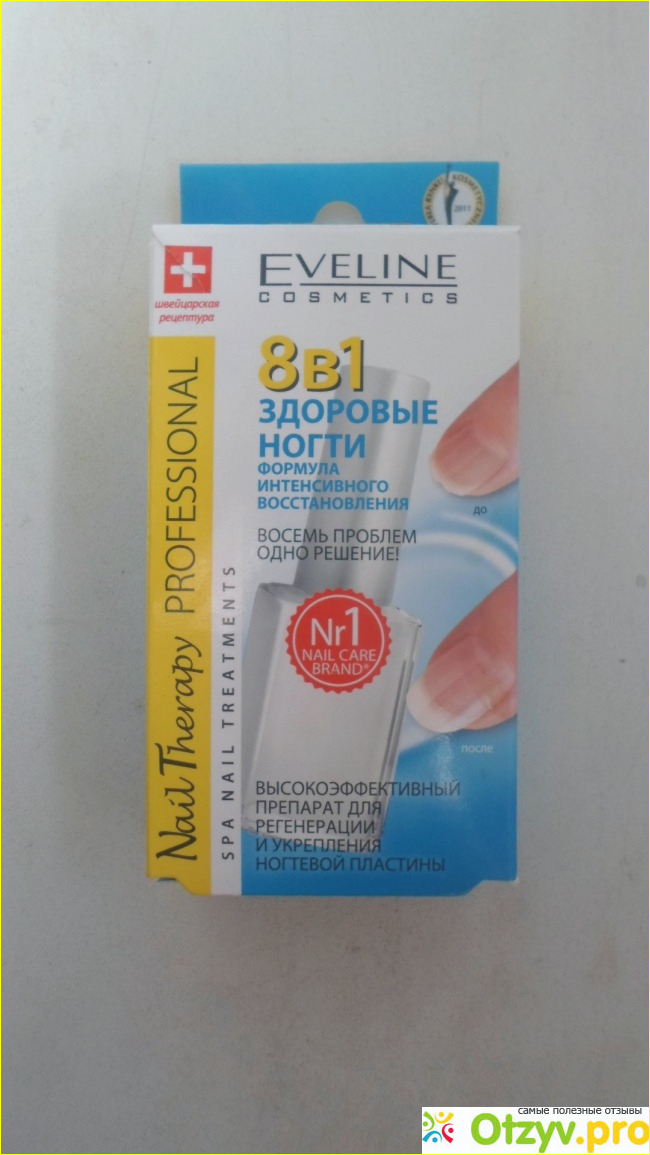 KOSMETYCZNE
2011
швейцарская
рецептура
EVELINE
COSMETICS
8в1
ЗДОРОВЫЕ
НОГТИ
ФОРМУЛА
ИНТЕНСИВНОГО
ВОССТАНОВЛЕНИЯ
ВОСЕМЬ ПРОБЛЕМ
ОДНО РЕШЕНИЕ!
до
Nr1
NAIL CARE
BRAND®
после
ВЫСОКОЭФФЕКТИВНЫЙ
ПРЕПАРАТ ДЛЯ
РЕГЕНЕРАЦИИ
И УКРЕПЛЕНИЯ
НОГТЕВОЙ ПЛАСТИНЫ
Nail Therapy PROFESSIONAL
SPA NAIL TREATMENTS
самые полезные отзывы
Otzyv.pro